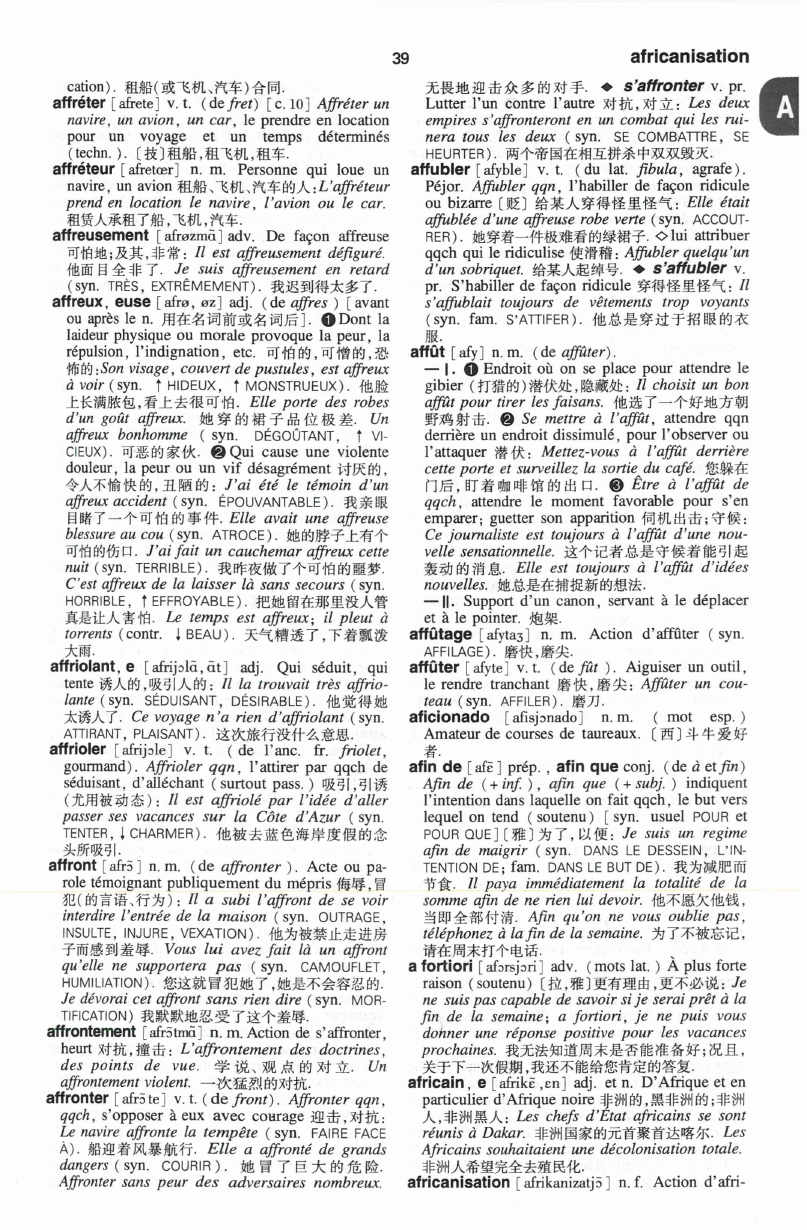 39
africanisation
A
cation). 租船(或飞机、汽车)合同.
affréter [ afrete] v. t. (de fret) [c. 10] Affréter un
navire, un avion, un car, le prendre en location
pour un voyage et un temps déterminés
(techn. ). [技]租船,租飞机,租车.
affréteur [afretœr] n. m. Personne qui loue un
navire, un avion 租船、飞机、汽车的人:L'affréteur
prend en location le navire, l'avion ou le car.
租赁人承租了船,飞机,汽车.
affreusement [afrøzmɑ̃] adv. De façon affreuse
可怕地;及其,非常: Il est affreusement défiguré.
他面目全非了. Je suis affreusement en retard
(syn. TRÈS, EXTRÊMEMENT). 我迟到得太多了.
affreux, euse [afrø, øz] adj. (de affres ) [avant
ou après le n. 用在名词前或名词后]. ❶Dont la
laideur physique ou morale provoque la peur, la
répulsion, l'indignation, etc. 可怕的,可憎的,恐
怖的:Son visage, couvert de pustules, est affreux
à voir (syn. ↑ HIDEUX, ↑ MONSTRUEUX). 他脸
上长满脓包,看上去很可怕. Elle porte des robes
d'un goût affreux. 她穿的裙子品位极差. Un
affreux bonhomme ( syn. DÉGOÛTANT, ↑ VI-
CIEUX). 可恶的家伙. ❷Qui cause une violente
douleur, la peur ou un vif désagrément 讨厌的,
令人不愉快的, 丑陋的: J'ai été le témoin d'un
affreux accident (syn. ÉPOUVANTABLE). 我亲眼
目睹了一个可怕的事件. Elle avait une affreuse
blessure au cou (syn. ATROCE). 她的脖子上有个
可怕的伤口. J'ai fait un cauchemar affreux cette
nuit (syn. TERRIBLE). 我昨夜做了个可怕的噩梦.
C'est affreux de la laisser là sans secours (syn.
HORRIBLE, ↑EFFROYABLE). 把她留在那里没人管
真是让人害怕. Le temps est affreux; il pleut à
torrents (contr. ↓BEAU). 天气糟透了,下着瓢泼
大雨.
affriolant, e [afrijɔlɑ̃, ɑ̃t] adj. Qui séduit, qui
tente 诱人的,吸引人的: Il la trouvait très affrio-
lante (syn. SÉDUISANT, DÉSIRABLE). 他觉得她
太诱人了. Ce voyage n'a rien d'affriolant (syn.
ATTIRANT, PLAISANT). 这次旅行没什么意思.
affrioler [afrijɔle] v. t. ( de l'anc. fr. friolet,
gourmand). Affrioler qqn, l'attirer par qqch de
séduisant, d'alléchant (surtout pass. ) 吸引,引诱
(尤用被动态): Il est affriolé par l'idée d'aller
passer ses vacances sur la Côte d'Azur ( syn.
TENTER, ↓CHARMER). 他被去蓝色海岸度假的念
头所吸引.
affront [afrɔ̃] n. m. (de affronter ). Acte ou pa-
role témoignant publiquement du mépris 侮辱,冒
犯(的言语、行为): Il a subi l'affront de se voir
interdire l'entrée de la maison (syn. OUTRAGE,
INSULTE, INJURE, VEXATION). 他为被禁止走进房
子而感到羞辱. Vous lui avez fait là un affront
qu'elle ne supportera pas ( syn. CAMOUFLET,
HUMILIATION). 您这就冒犯她了,她是不会容忍的.
Je dévorai cet affront sans rien dire (syn. MOR-
TIFICATION) 我默默地忍受了这个羞辱.
affrontement [afrɔ̃tmɑ̃] n. m. Action de s'affronter,
heurt 对抗,撞击: L'affrontement des doctrines,
des points de vue. 学说、观点的对立. Un
affrontement violent. 一次猛烈的对抗.
affronter [afrɔ̃te] v. t. (de front). Affronter qqn,
qqch, s'opposer à eux avec courage 迎击,对抗:
Le navire affronte la tempête (syn. FAIRE FACE
À). 船迎着风暴航行. Elle a affronté de grands
dangers (syn. COURIR). 她冒了巨大的危险.
Affronter sans peur des adversaires nombreux.
无畏地迎击众多的对手. ◆ s'affronter v. pr.
Lutter l'un contre l'autre 对抗,对立: Les deux
empires s'affronteront en un combat qui les rui-
nera tous les deux ( syn. SE COMBATTRE, SE
HEURTER). 两个帝国在相互拼杀中双双毁灭.
affubler [afyble] v. t. (du lat. fibula, agrafe).
Péjor. Affubler qqn, l'habiller de façon ridicule
ou bizarre [贬] 给某人穿得怪里怪气: Elle était
affublée d'une affreuse robe verte (syn. ACCOUT-
RER). 她穿着一件极难看的绿裙子. ◇lui attribuer
qqch qui le ridiculise 使滑稽: Affubler quelqu'un
d'un sobriquet. 给某人起绰号. ◆ s'affubler v.
pr. S'habiller de façon ridicule 穿得怪里怪气: Il
s'affublait toujours de vêtements trop voyants
(syn. fam. S'ATTIFER). 他总是穿过于招眼的衣
服.
affût [afy] n. m. (de affûter).
— I. ❶ Endroit où on se place pour attendre le
gibier (打猎的)潜伏处,隐藏处: Il choisit un bon
affût pour tirer les faisans. 他选了一个好地方朝
野鸡射击. ❷ Se mettre à l'affût, attendre qqn
derrière un endroit dissimulé, pour l'observer ou
l'attaquer 潜伏: Mettez-vous à l'affût derrière
cette porte et surveillez la sortie du café. 您躲在
门后,盯着咖啡馆的出口. ❸ Être à l'affût de
qqch, attendre le moment favorable pour s'en
emparer; guetter son apparition 伺机出击;守候:
Ce journaliste est toujours à l'affût d'une nou-
velle sensationnelle. 这个记者总是守候着能引起
轰动的消息. Elle est toujours à l'affût d'idées
nouvelles. 她总是在捕捉新的想法.
— II. Support d'un canon, servant à le déplacer
et à le pointer. 炮架.
affûtage [afytaʒ] n. m. Action d'affûter ( syn.
AFFILAGE). 磨快,磨尖.
affûter [afyte] v. t. (de fût ). Aiguiser un outil,
le rendre tranchant 磨快,磨尖: Affûter un cou-
teau (syn. AFFILER). 磨刀.
aficionado [afisjɔnado] n. m. ( mot esp. )
Amateur de courses de taureaux. [西]斗牛爱好
者.
afin de [afɛ̃] prép. , afin que conj. (de à et fin)
Afin de (+inf. ), afin que (+subj. ) indiquent
l'intention dans laquelle on fait qqch, le but vers
lequel on tend (soutenu) [syn. usuel POUR et
POUR QUE][雅]为了,以便: Je suis un regime
afin de maigrir (syn. DANS LE DESSEIN, L'IN-
TENTION DE; fam. DANS LE BUT DE). 我为减肥而
节食. Il paya immédiatement la totalité de la
somme afin de ne rien lui devoir. 他不愿欠他钱,
当即全部付清. Afin qu'on ne vous oublie pas,
téléphonez à la fin de la semaine. 为了不被忘记,
请在周末打个电话.
a fortiori [afɔrsjɔri] adv. (mots lat. ) À plus forte
raison (soutenu) [拉,雅]更有理由,更不必说: Je
ne suis pas capable de savoir si je serai prêt à la
fin de la semaine; a fortiori, je ne puis vous
donner une réponse positive pour les vacances
prochaines. 我无法知道周末是否能准备好;况且,
关于下一次假期,我还不能给您肯定的答复.
africain, e [afrikɛ̃,ɛn] adj. et n. D'Afrique et en
particulier d'Afrique noire 非洲的,黑非洲的;非洲
人,非洲黑人: Les chefs d'Etat africains se sont
réunis à Dakar. 非洲国家的元首聚首达喀尔. Les
Africains souhaitaient une décolonisation totale.
非洲人希望完全去殖民化.
africanisation [afrikanizatjɔ̃] n. f. Action d'afri-